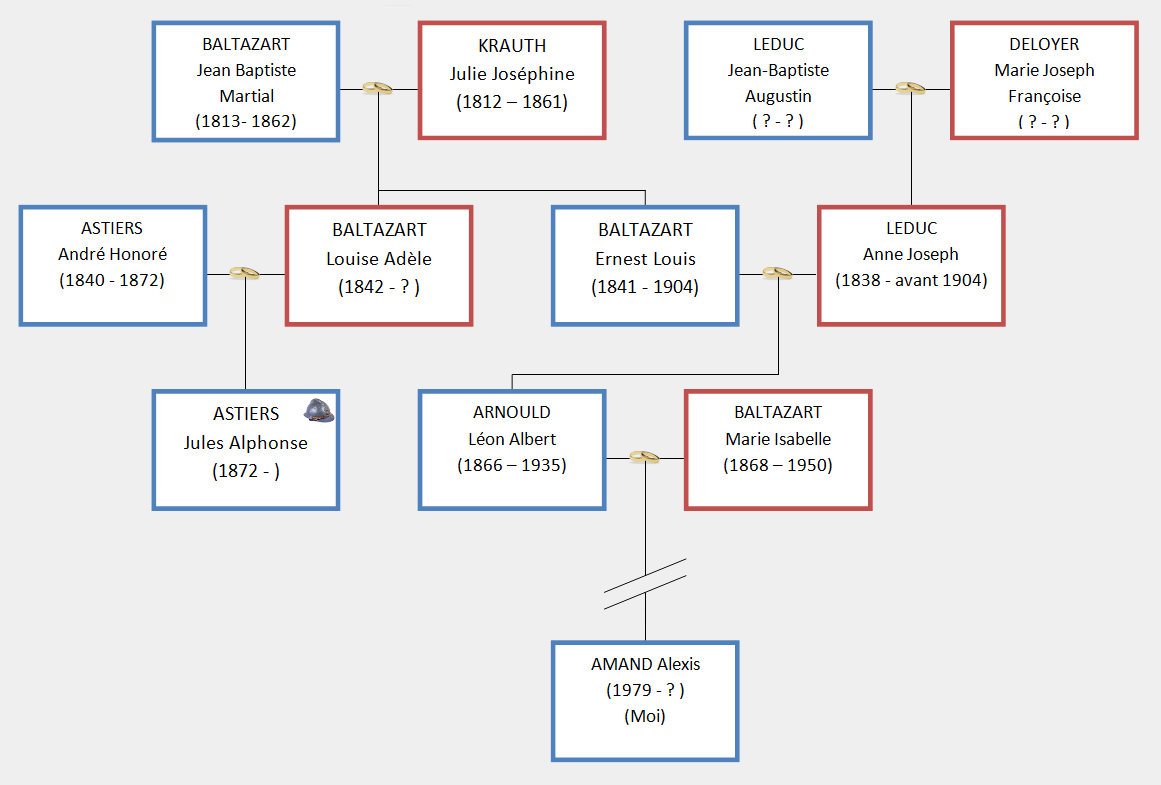 BALTAZART
Jean Baptiste
Martial
(1813- 1862)
KRAUTH
Julie Joséphine
(1812 – 1861)
LEDUC
Jean-Baptiste
Augustin
( ? - ? )
DELOYER
Marie Joseph
Françoise
( ? - ? )
ASTIERS
André Honoré
(1840 - 1872)
BALTAZART
Louise Adèle
(1842 - ? )
BALTAZART
Ernest Louis
(1841 - 1904)
LEDUC
Anne Joseph
(1838 - avant 1904)
ASTIERS
Jules Alphonse
(1872 - )
ARNOULD
Léon Albert
(1866 – 1935)
BALTAZART
Marie Isabelle
(1868 – 1950)
AMAND Alexis
(1979 - ? )
(Moi)